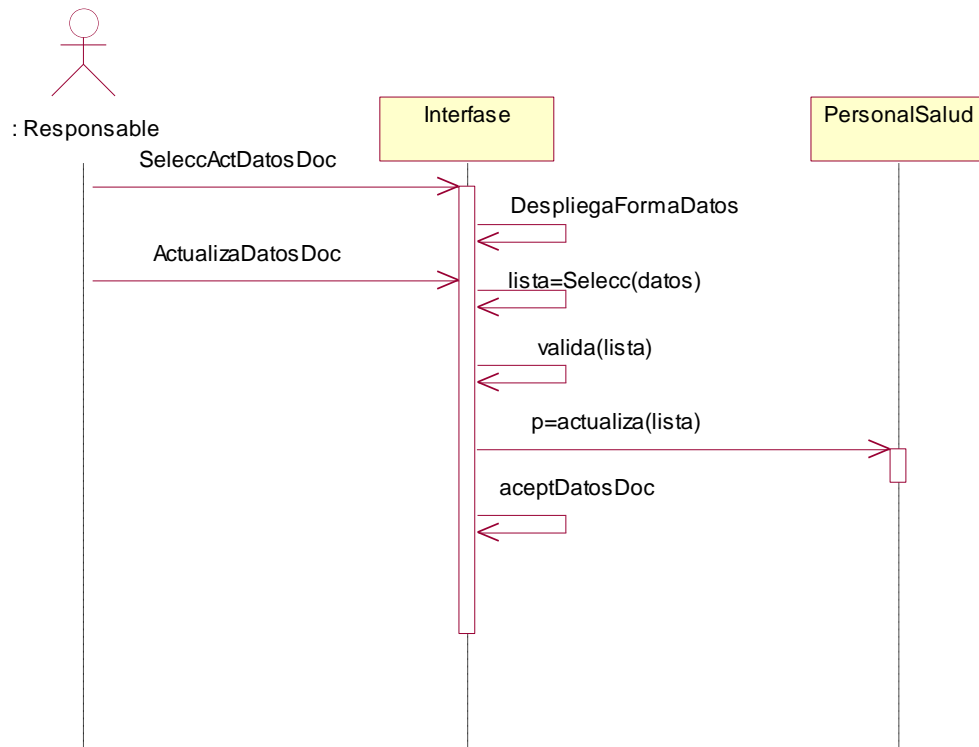 Interfase
PersonalSalud
: Responsable
SeleccActDatosDoc
DespliegaFormaDatos
ActualizaDatosDoc
lista=Selecc(datos)
valida(lista)
p=actualiza(lista)
aceptDatosDoc